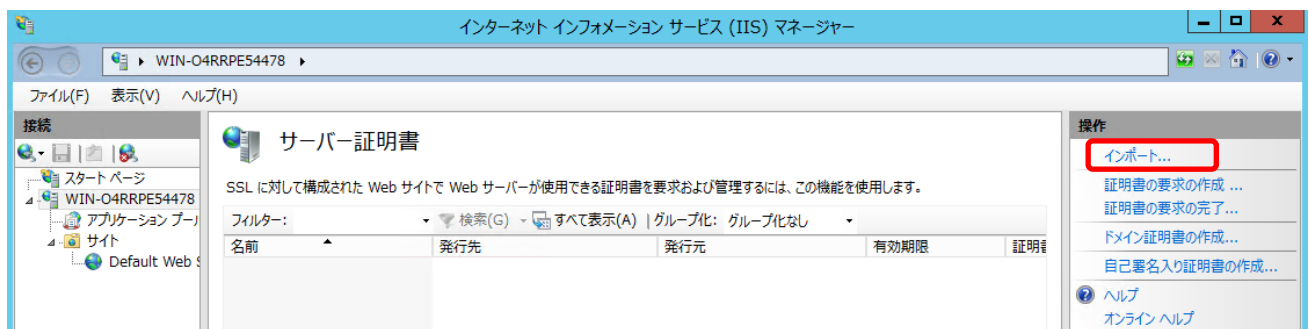 インターネット インフォメーション サービス (IIS) マネージャー
WIN-O4RRPE54478
ファイル(F) 表示(V) ヘルプ(H)
接続
スタート ページ
WIN-O4RRPE54478
アプリケーション プール
サイト
Default Web S
サーバー証明書
SSL に対して構成された Web サイトで Web サーバーが使用できる証明書を要求および管理するには、この機能を使用します。
フィルター: 検索(G) すべて表示(A) グループ化: グループ化なし
名前 発行先 発行元 有効期限 証明書
操作
インポート...
証明書の要求の作成 ...
証明書の要求の完了...
ドメイン証明書の作成...
自己署名入り証明書の作成...
ヘルプ
オンライン ヘルプ